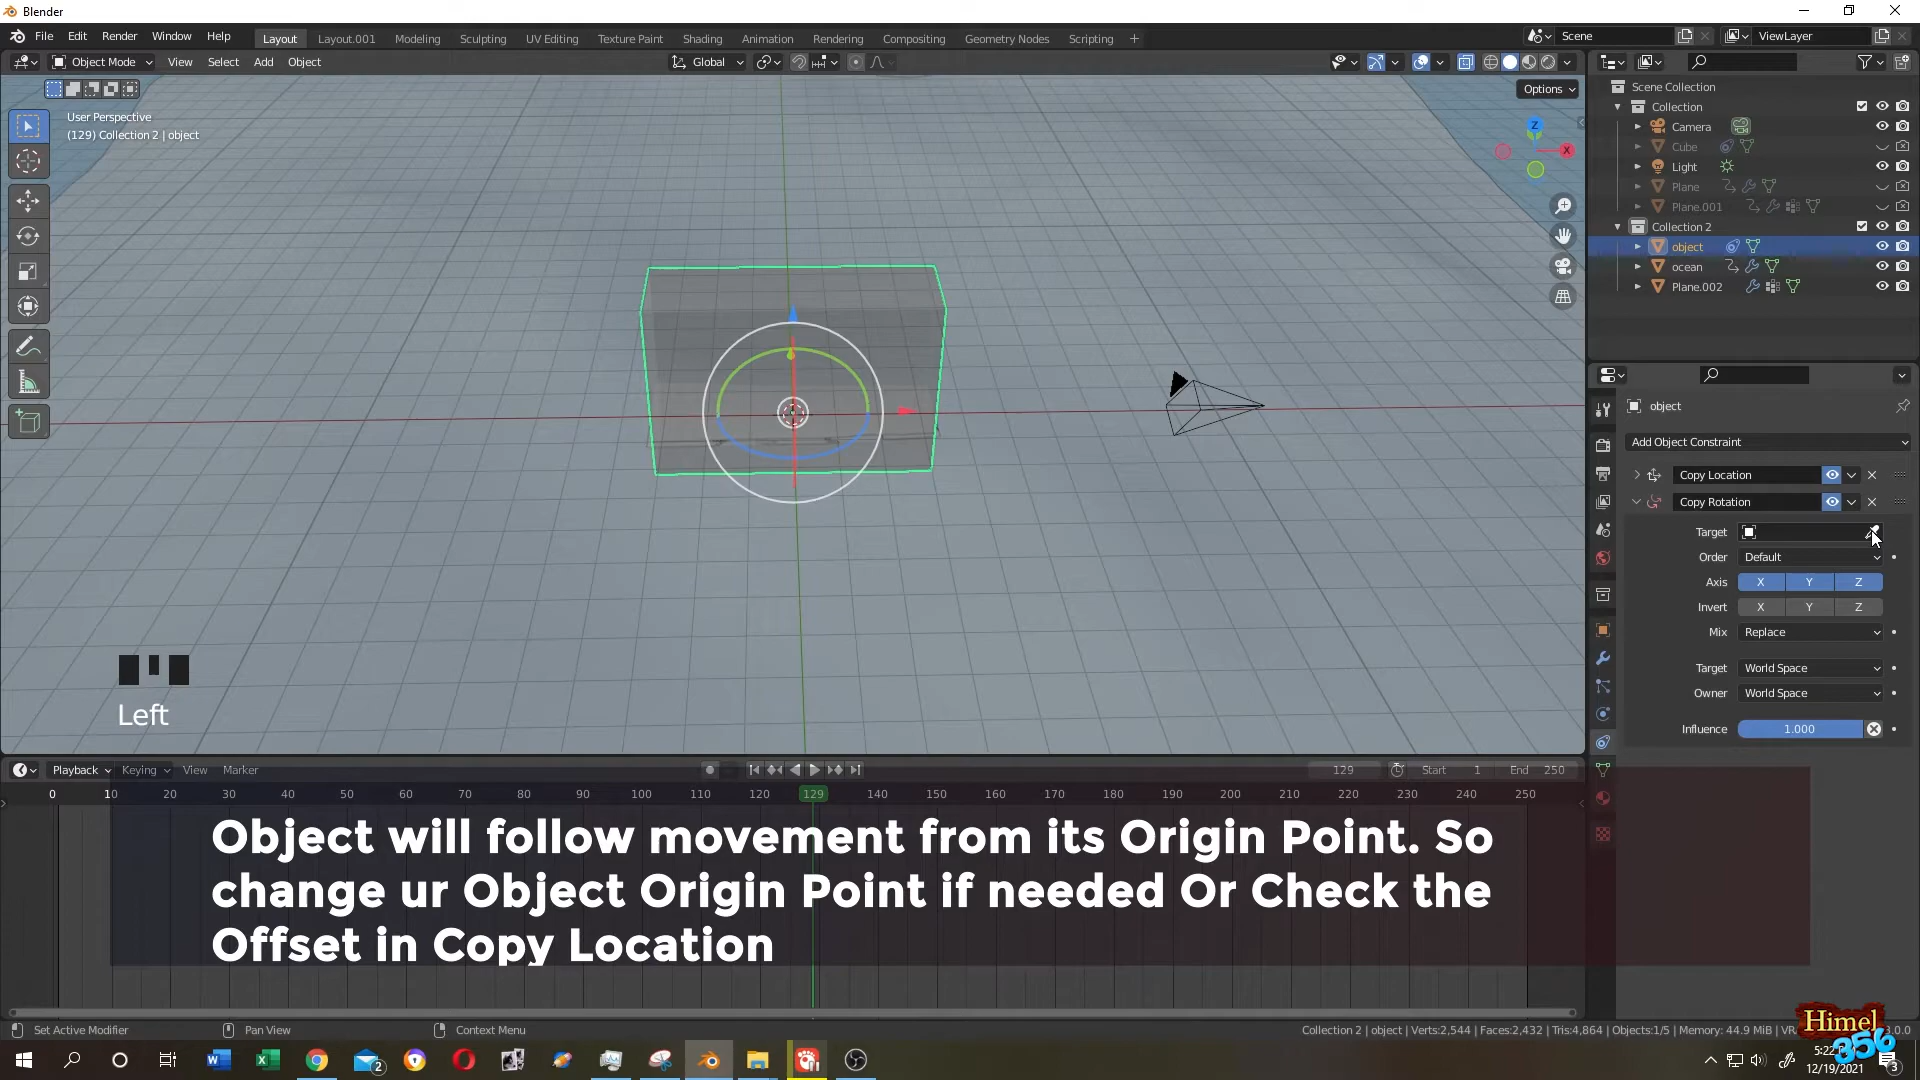 Blender
File Edit Render Window Help
Layout Layout.001 Modeling Sculpting UV Editing Texture Paint Shading Animation Rendering Compositing Geometry Nodes Scripting +
Scene
ViewLayer
Object Mode View Select Add Object
Global
Options
User Perspective
(129) Collection 2 | object
Z
X
Scene Collection
Collection
Camera
Cube
Light
Plane
Plane.001
Collection 2
object
ocean
Plane.002
object
Add Object Constraint
Copy Location
Copy Rotation
Target
Order Default
Axis X Y Z
Invert X Y Z
Mix Replace
Target World Space
Owner World Space
Influence 1.000
Left
Playback Keying View Marker
129 Start 1 End 250
0 10 20 30 40 50 60 70 80 90 100 110 120 129 140 150 160 170 180 190 200 210 220 230 240 250
Object will follow movement from its Origin Point. So
change ur Object Origin Point if needed Or Check the
Offset in Copy Location
Set Active Modifier Pan View Context Menu
Collection 2 | object | Verts:2,544 | Faces:2,432 | Tris:4,864 | Objects:1/5 | Memory: 44.9 MiB
Himel
356
12/19/2021
2
3